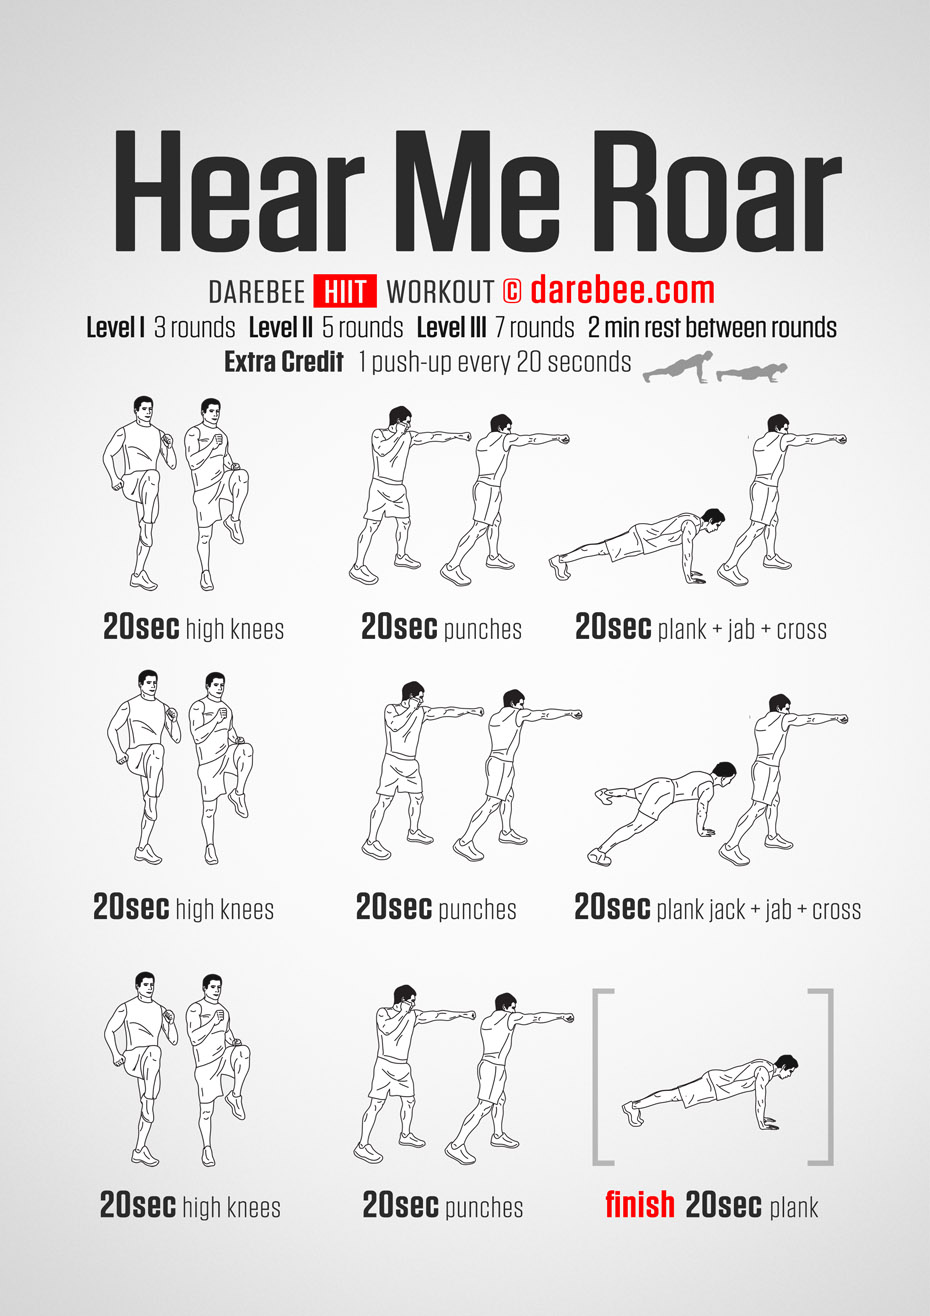 Hear Me Roar
DAREBEE HIIT WORKOUT © darebee.com
Level I 3 rounds Level II 5 rounds Level III 7 rounds 2 min rest between rounds
Extra Credit 1 push-up every 20 seconds
20sec high knees
20sec punches
20sec plank + jab + cross
20sec high knees
20sec punches
20sec plank jack + jab + cross
20sec high knees
20sec punches
finish 20sec plank